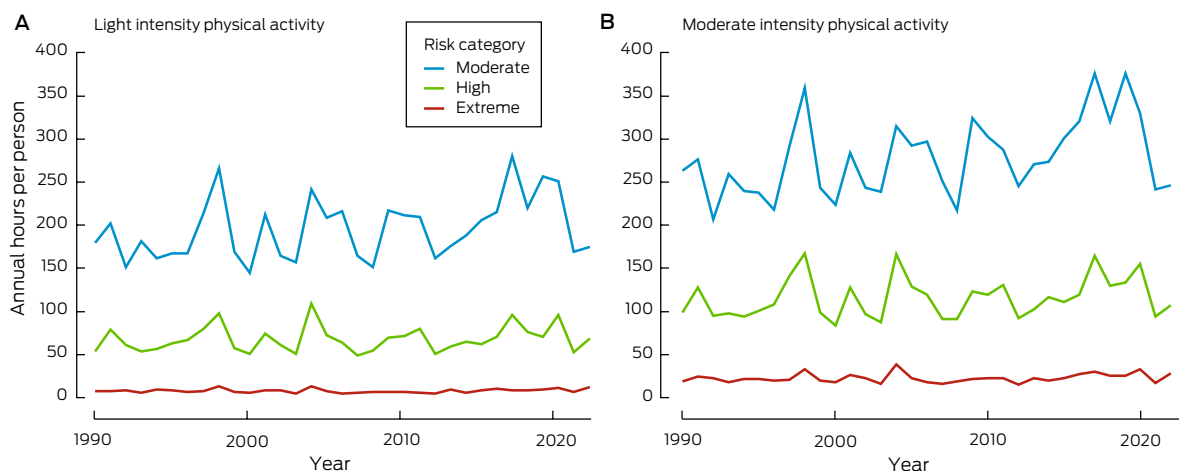 A Light intensity physical activity
Risk category
Moderate
High
Extreme
Annual hours per person
400
350
300
250
200
150
100
50
0
1990 2000 2010 2020
Year
B Moderate intensity physical activity
400
350
300
250
200
150
100
50
0
1990 2000 2010 2020
Year